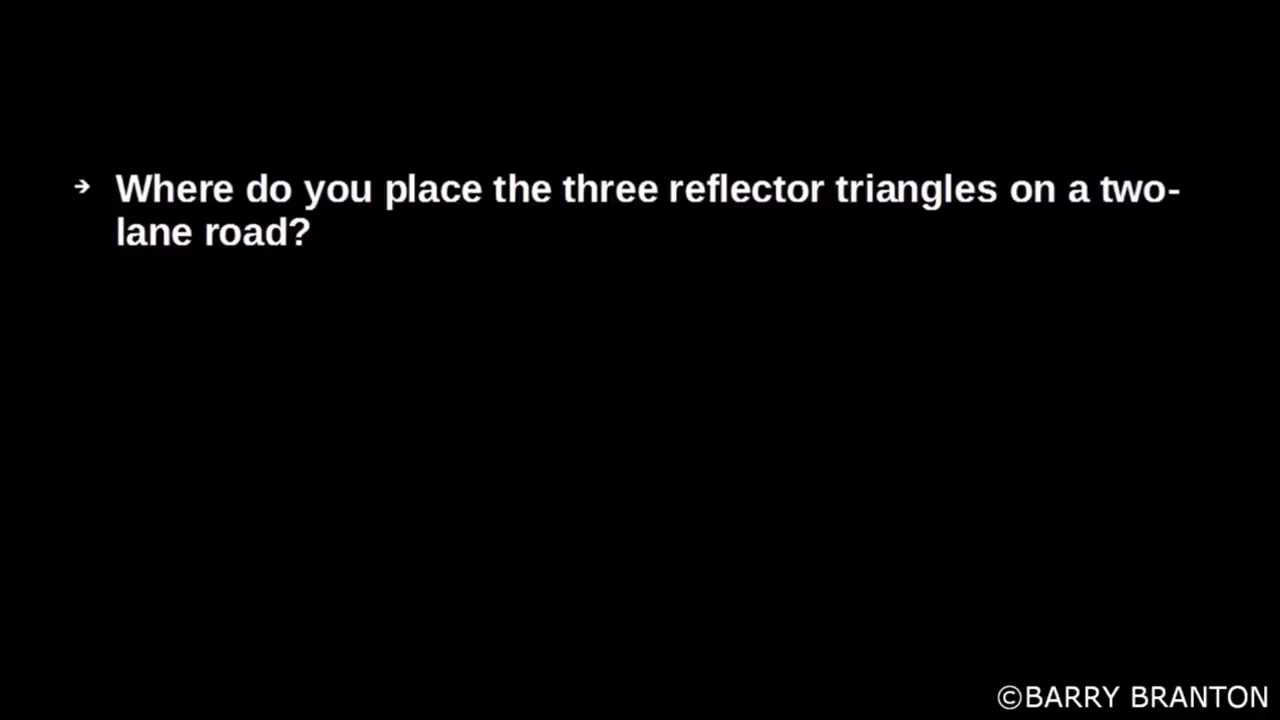 ➔ Where do you place the three reflector triangles on a two-
lane road?
©BARRY BRANTON